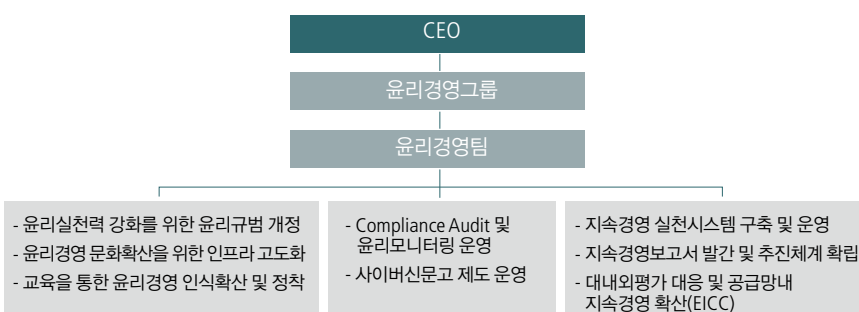 CEO
윤리경영그룹
윤리경영팀
- 윤리실천력 강화를 위한 윤리규범 개정
- 윤리경영 문화확산을 위한 인프라 고도화
- 교육을 통한 윤리경영 인식확산 및 정착
- Compliance Audit 및
윤리모니터링 운영
- 사이버신문고 제도 운영
- 지속경영 실천시스템 구축 및 운영
- 지속경영보고서 발간 및 추진체계 확립
- 대내외평가 대응 및 공급망내
지속경영 확산(EICC)